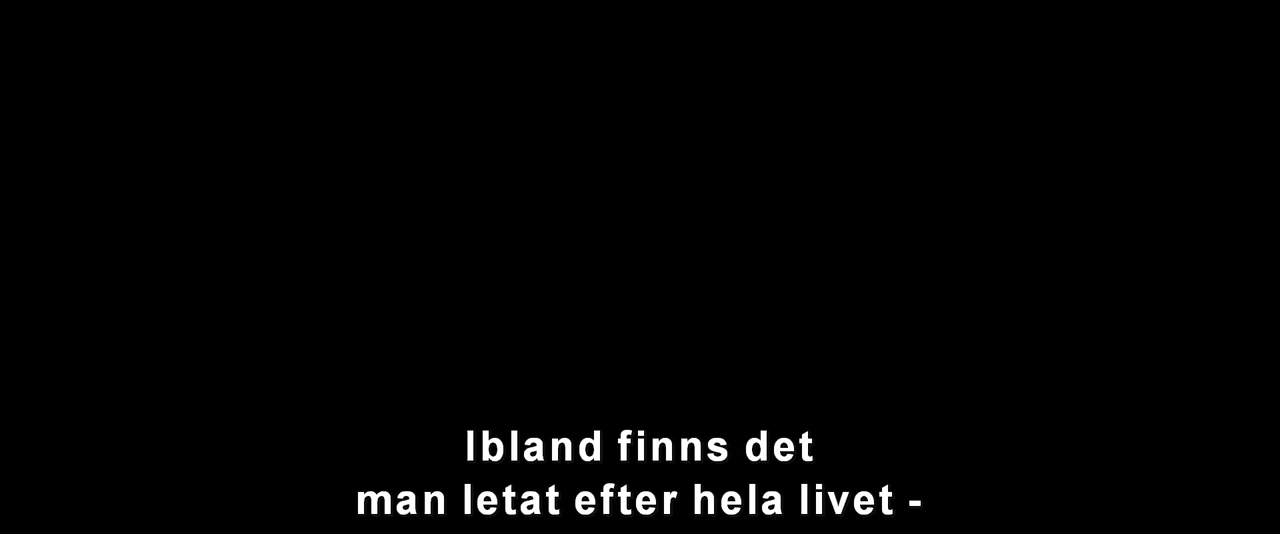 Ibland finns det
man letat efter hela livet -